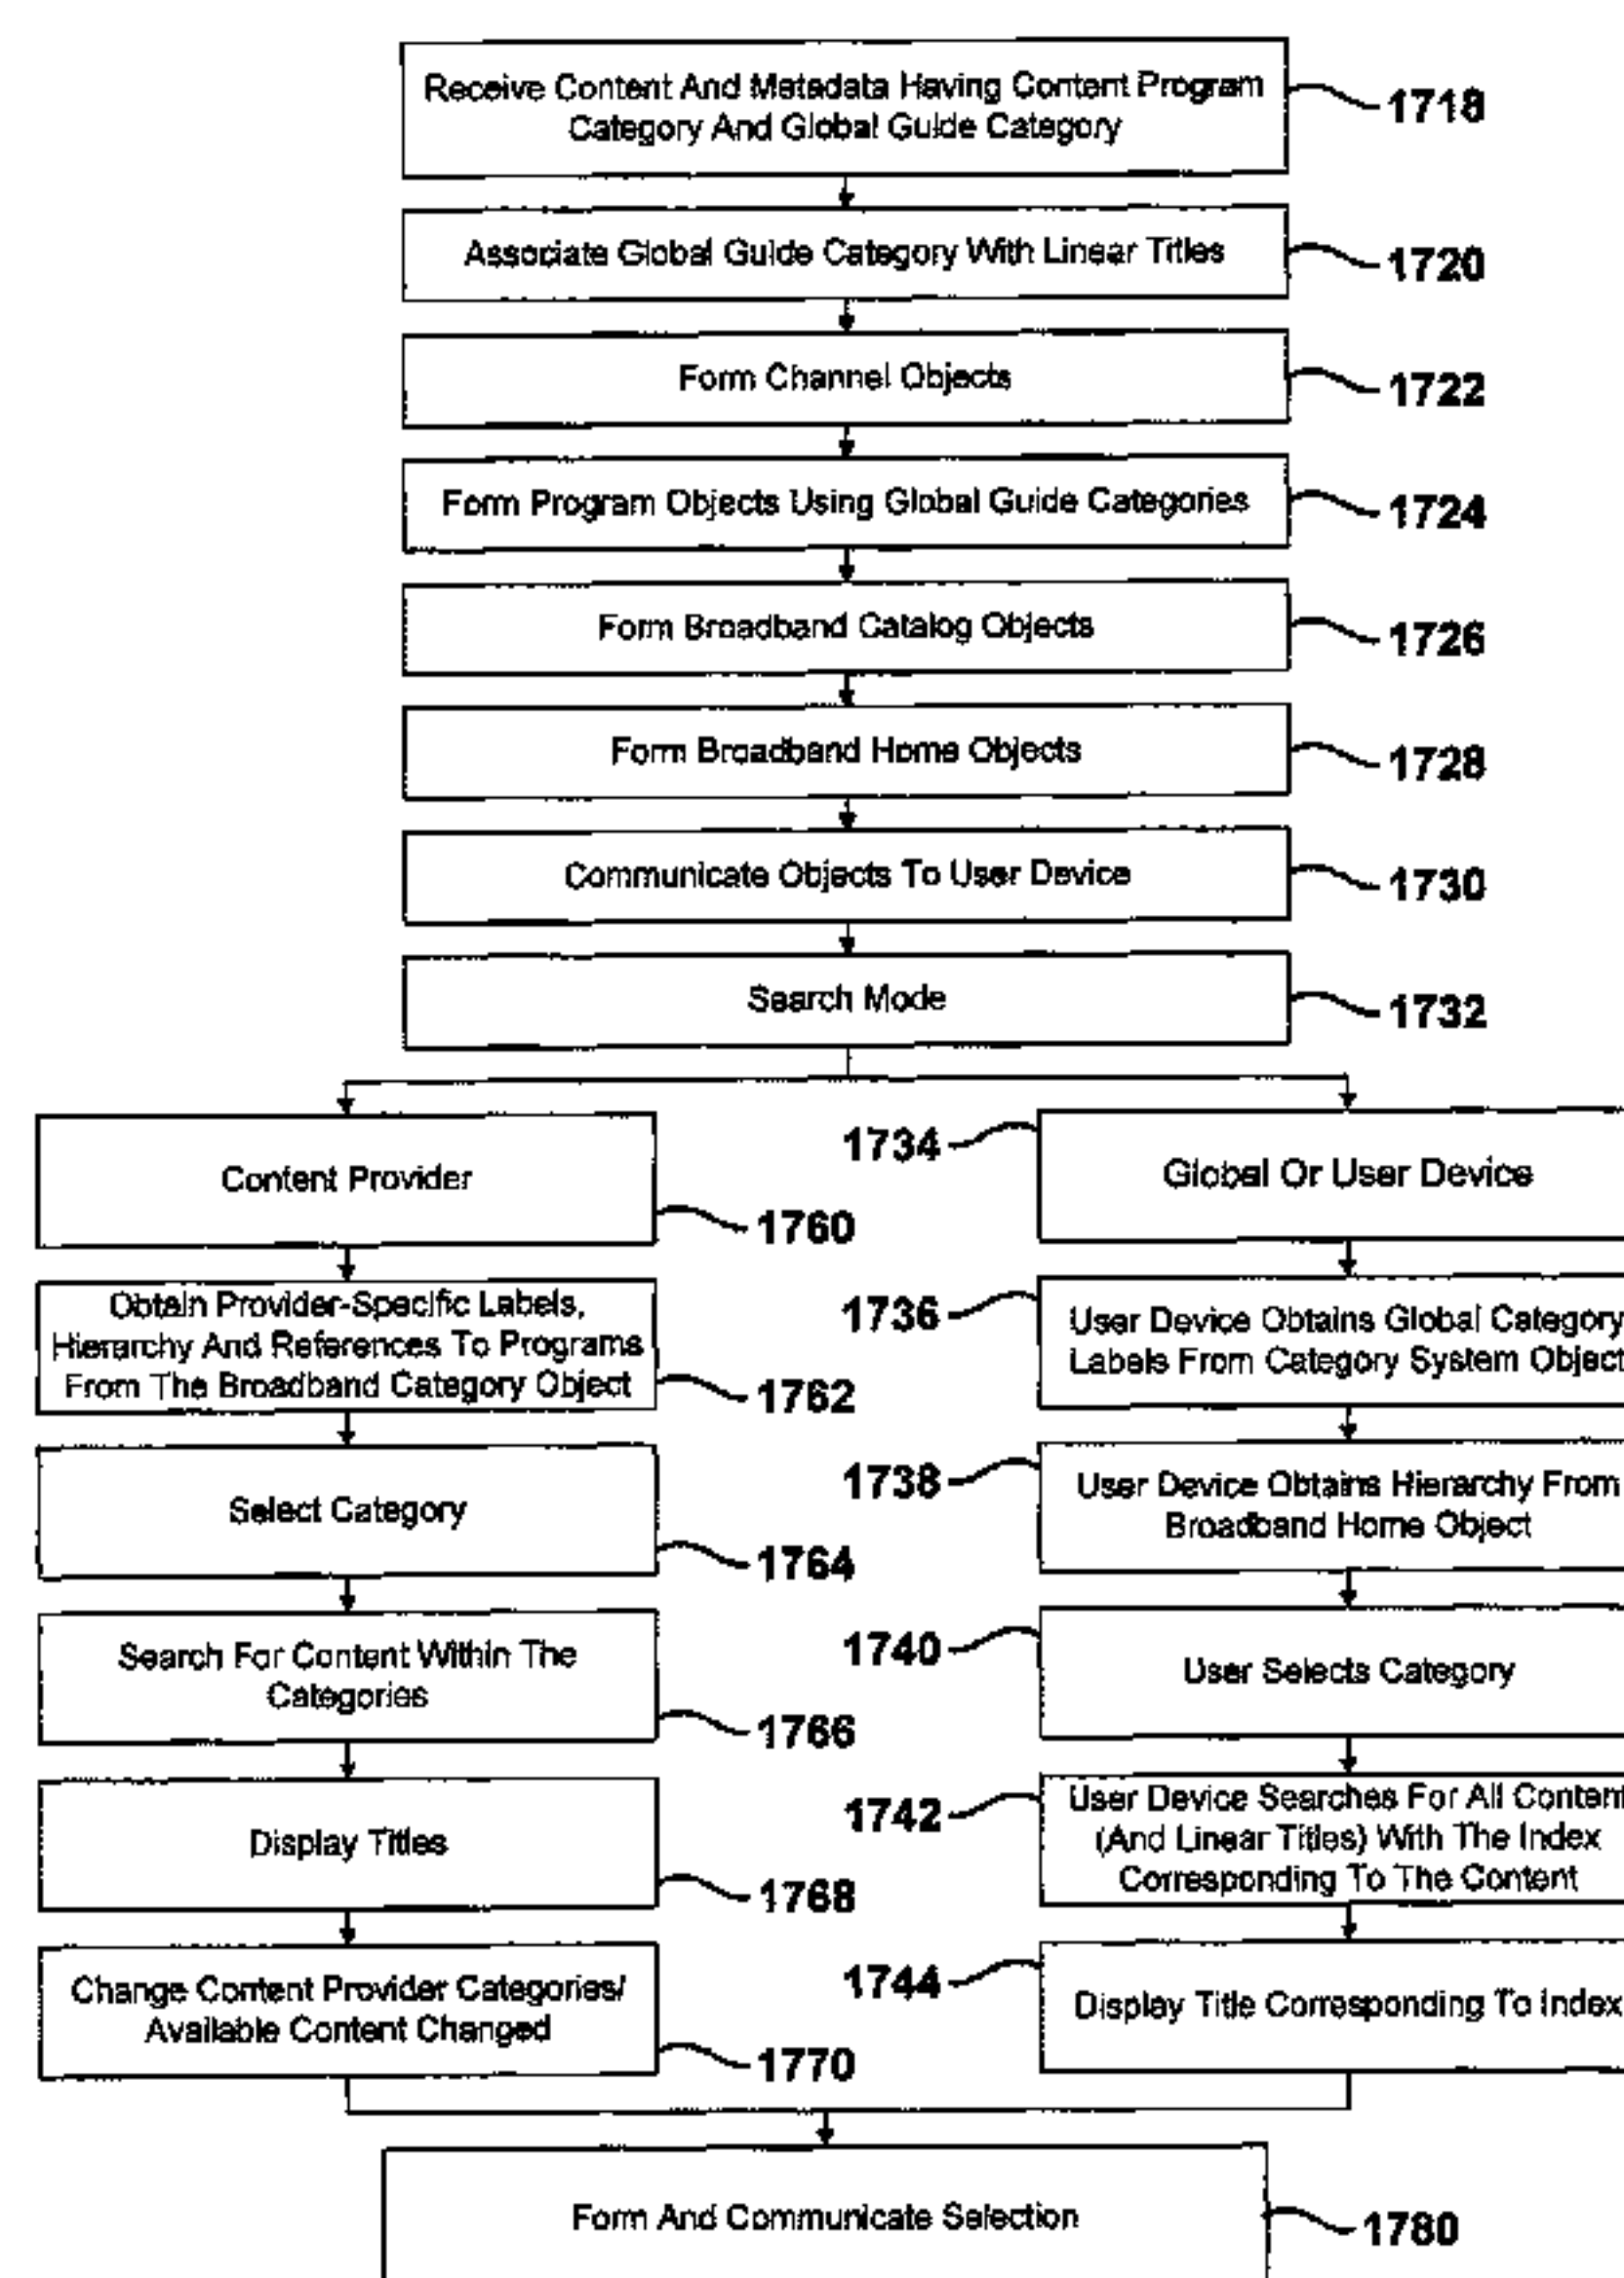 Receive Content And Metadata Having Content Program
Category And Global Guide Category
1718
Associate Global Guide Category With Linear Titles
1720
Form Channel Objects
1722
Form Program Objects Using Global Guide Categories
1724
Form Broadband Catalog Objects
1726
Form Broadband Home Objects
1728
Communicate Objects To User Device
1730
Search Mode
1732
Content Provider
1760
Obtain Provider-Specific Labels,
Hierarchy And References To Programs
From The Broadband Category Object
1762
Select Category
1764
Search For Content Within The
Categories
1766
Display Titles
1768
Change Content Provider Categories/
Available Content Changed
1770
1734
Global Or User Device
1736
User Device Obtains Global Category
Labels From Category System Object
1738
User Device Obtains Hierarchy From
Broadband Home Object
1740
User Selects Category
1742
User Device Searches For All Content
(And Linear Titles) With The Index
Corresponding To The Content
1744
Display Title Corresponding To Index
Form And Communicate Selection
1780